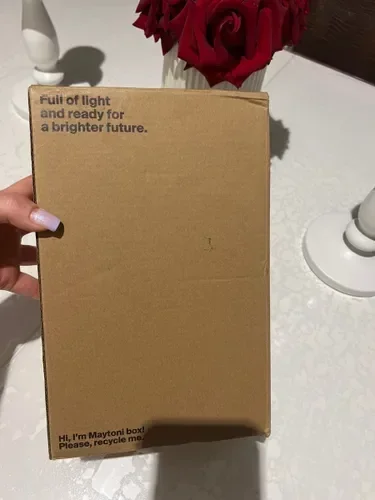 Full of light
and ready for
a brighter future.
Hi, I'm Maytoni box!
Please, recycle me.